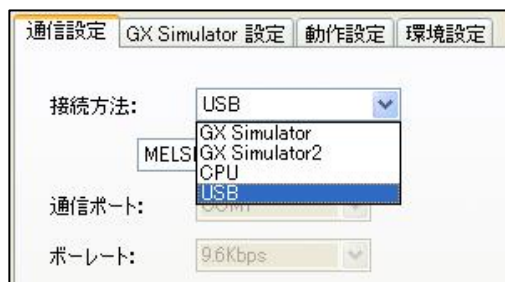 通信設定 GX Simulator 設定 動作設定 環境設定
接続方法: USB
GX Simulator
MELS GX Simulator2
CPU
USB
通信ポート:
ボーレート: 9.6Kbps